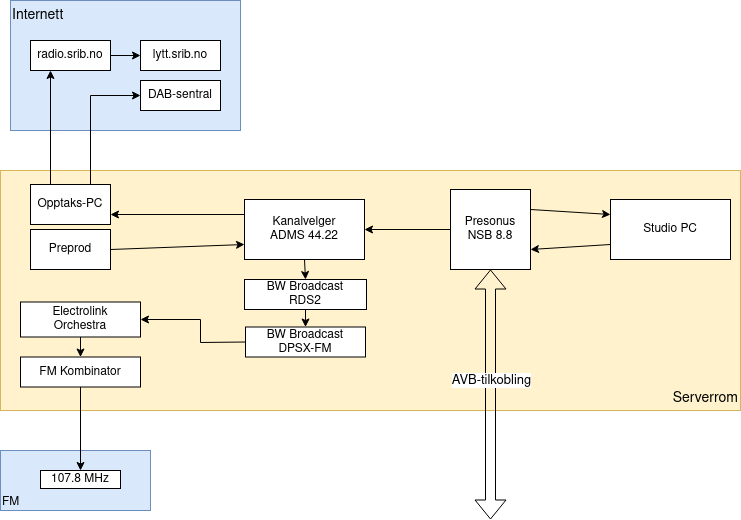 Internett
radio.srib.no
lytt.srib.no
DAB-sentral
Opptaks-PC
Preprod
Kanalvelger
ADMS 44.22
Presonus
NSB 8.8
Studio PC
BW Broadcast
RDS2
BW Broadcast
DPSX-FM
Electrolink
Orchestra
FM Kombinator
AVB-tilkobling
Serverrom
107.8 MHz
FM